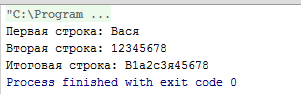 "C:\Program ...
Первая строка: Вася
Вторая строка: 12345678
Итоговая строка: В1а2с3я45678
Process finished with exit code 0